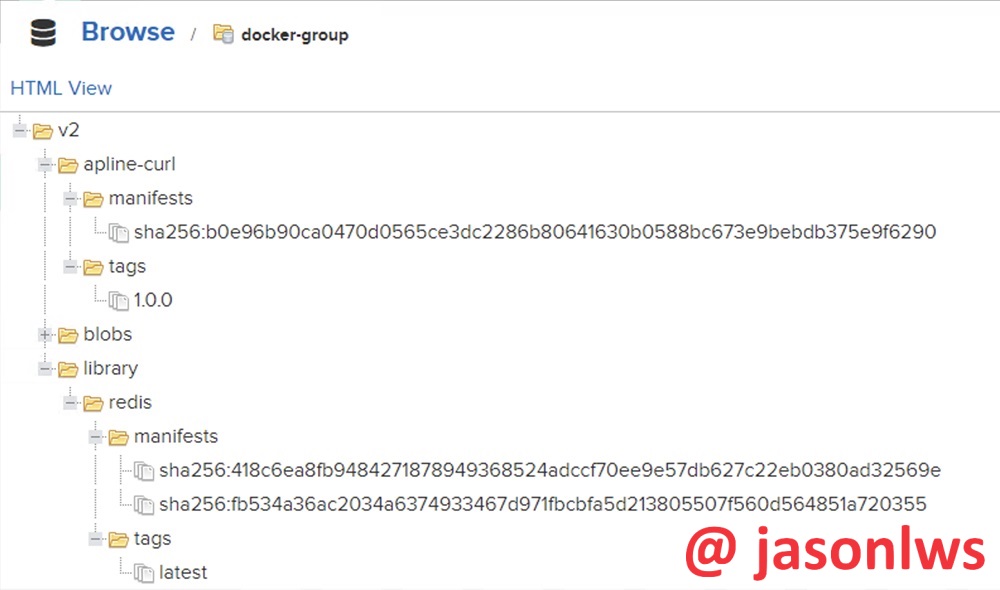 Browse / docker-group
HTML View
v2
apline-curl
manifests
sha256:b0e96b90ca0470d0565ce3dc2286b80641630b0588bc673e9bebdb375e9f6290
tags
1.0.0
blobs
library
redis
manifests
sha256:418c6ea8fb9484271878949368524adccf70ee9e57db627c22eb0380ad32569e
sha256:fb534a36ac2034a6374933467d971fbcbfa5d213805507f560d564851a720355
tags
latest
@ jasonlws